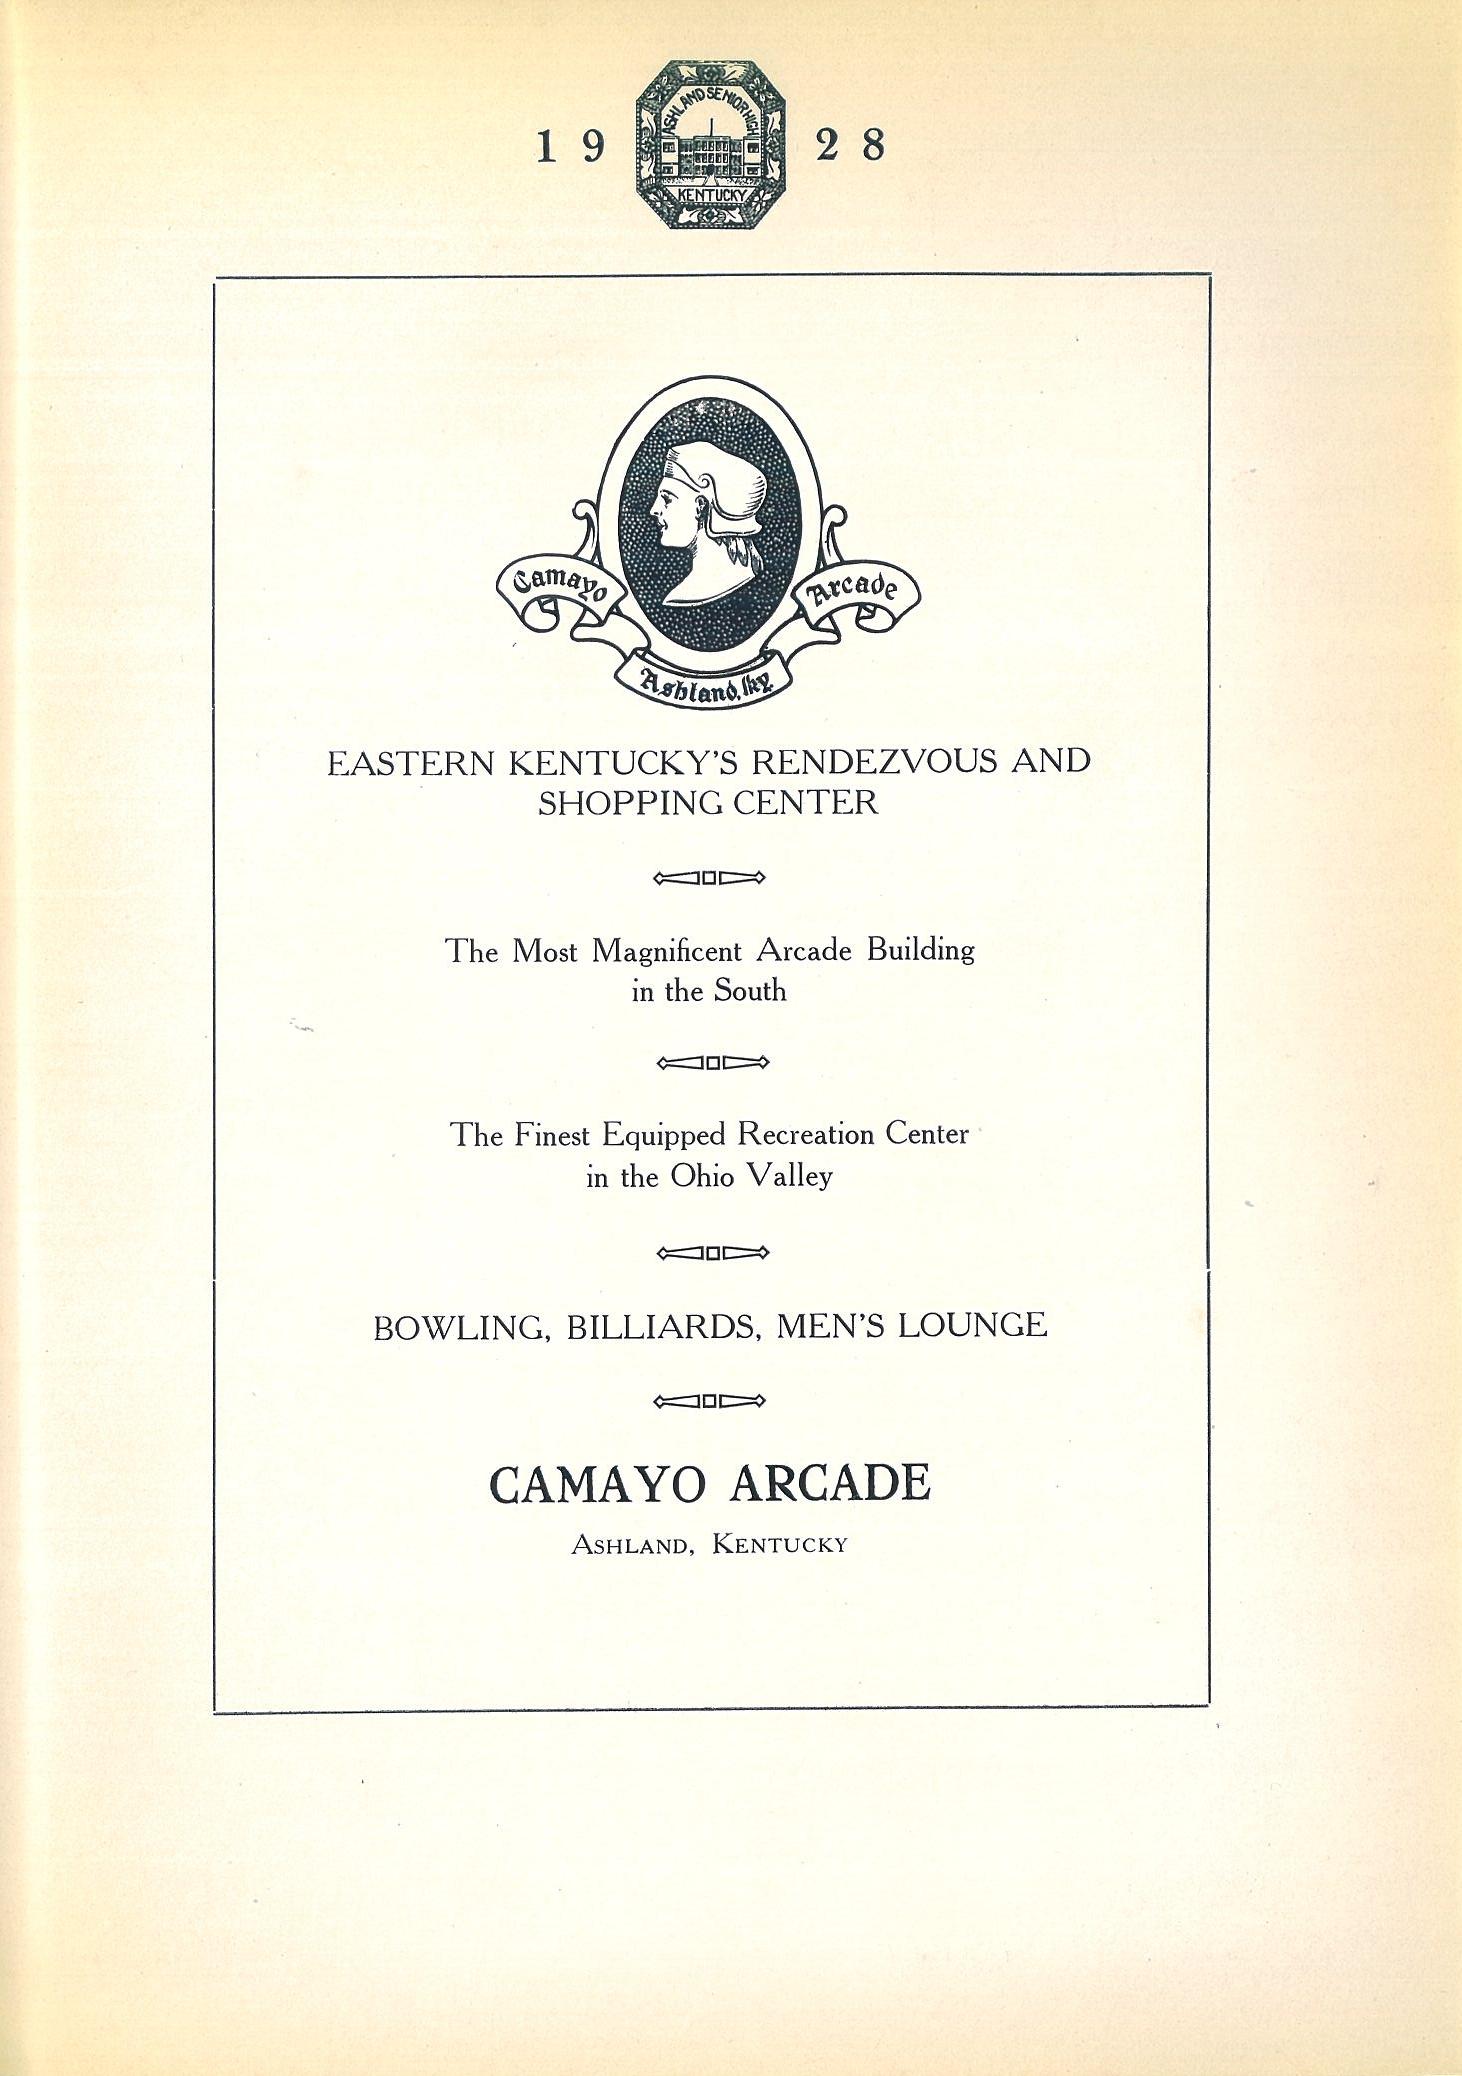 19 28
ASHLAND SENIOR HIGH
KENTUCKY
Camayo Arcade
Ashland, Ky.
EASTERN KENTUCKY'S RENDEZVOUS AND
SHOPPING CENTER
The Most Magnificent Arcade Building
in the South
The Finest Equipped Recreation Center
in the Ohio Valley
BOWLING, BILLIARDS, MEN'S LOUNGE
CAMAYO ARCADE
ASHLAND, KENTUCKY